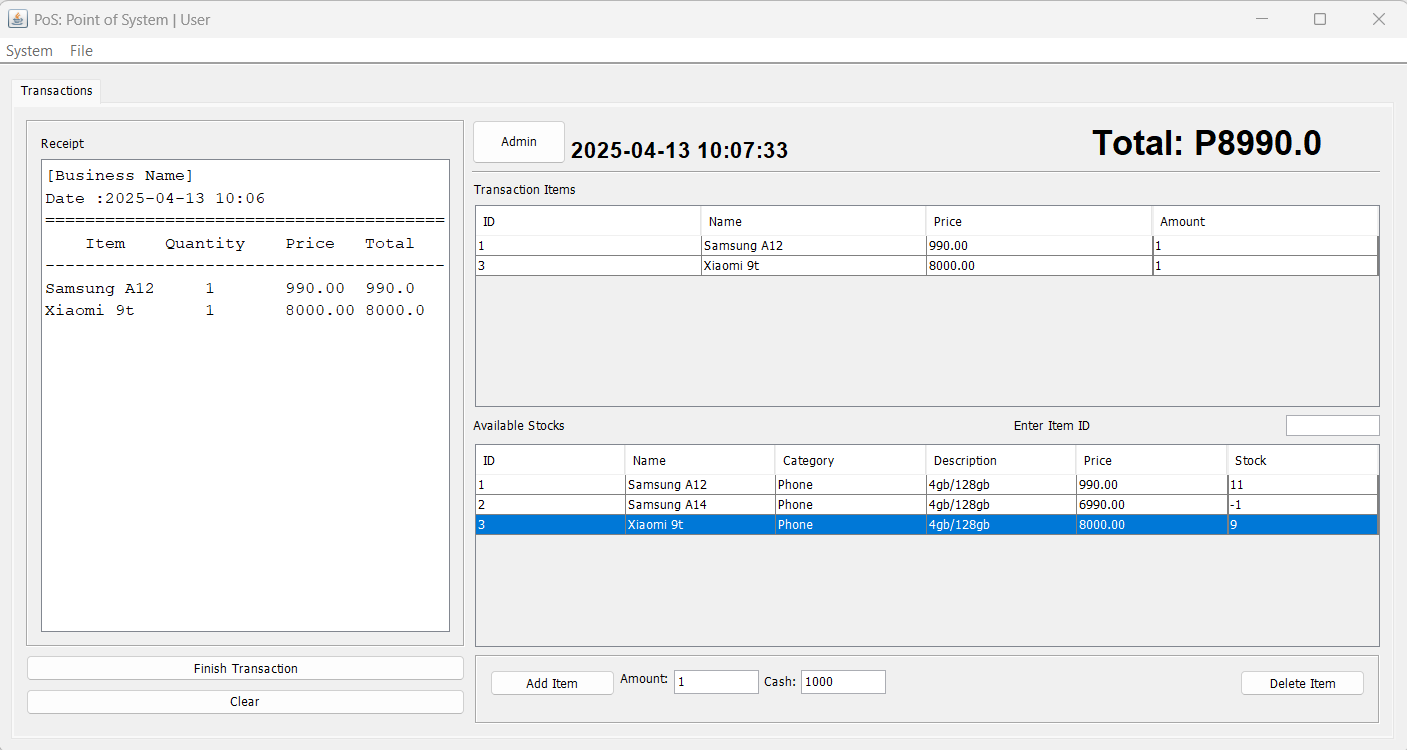 PoS: Point of System | User
System File
Transactions
Receipt
[Business Name]
Date :2025-04-13 10:06
========================================
Item Quantity Price Total
----------------------------------------
Samsung A12 1 990.00 990.0
Xiaomi 9t 1 8000.00 8000.0
Finish Transaction
Clear
Admin 2025-04-13 10:07:33 Total: P8990.0
Transaction Items
ID Name Price Amount
1 Samsung A12 990.00 1
3 Xiaomi 9t 8000.00 1
Available Stocks Enter Item ID
ID Name Category Description Price Stock
1 Samsung A12 Phone 4gb/128gb 990.00 11
2 Samsung A14 Phone 4gb/128gb 6990.00 -1
3 Xiaomi 9t Phone 4gb/128gb 8000.00 9
Add Item Amount: 1 Cash: 1000 Delete Item